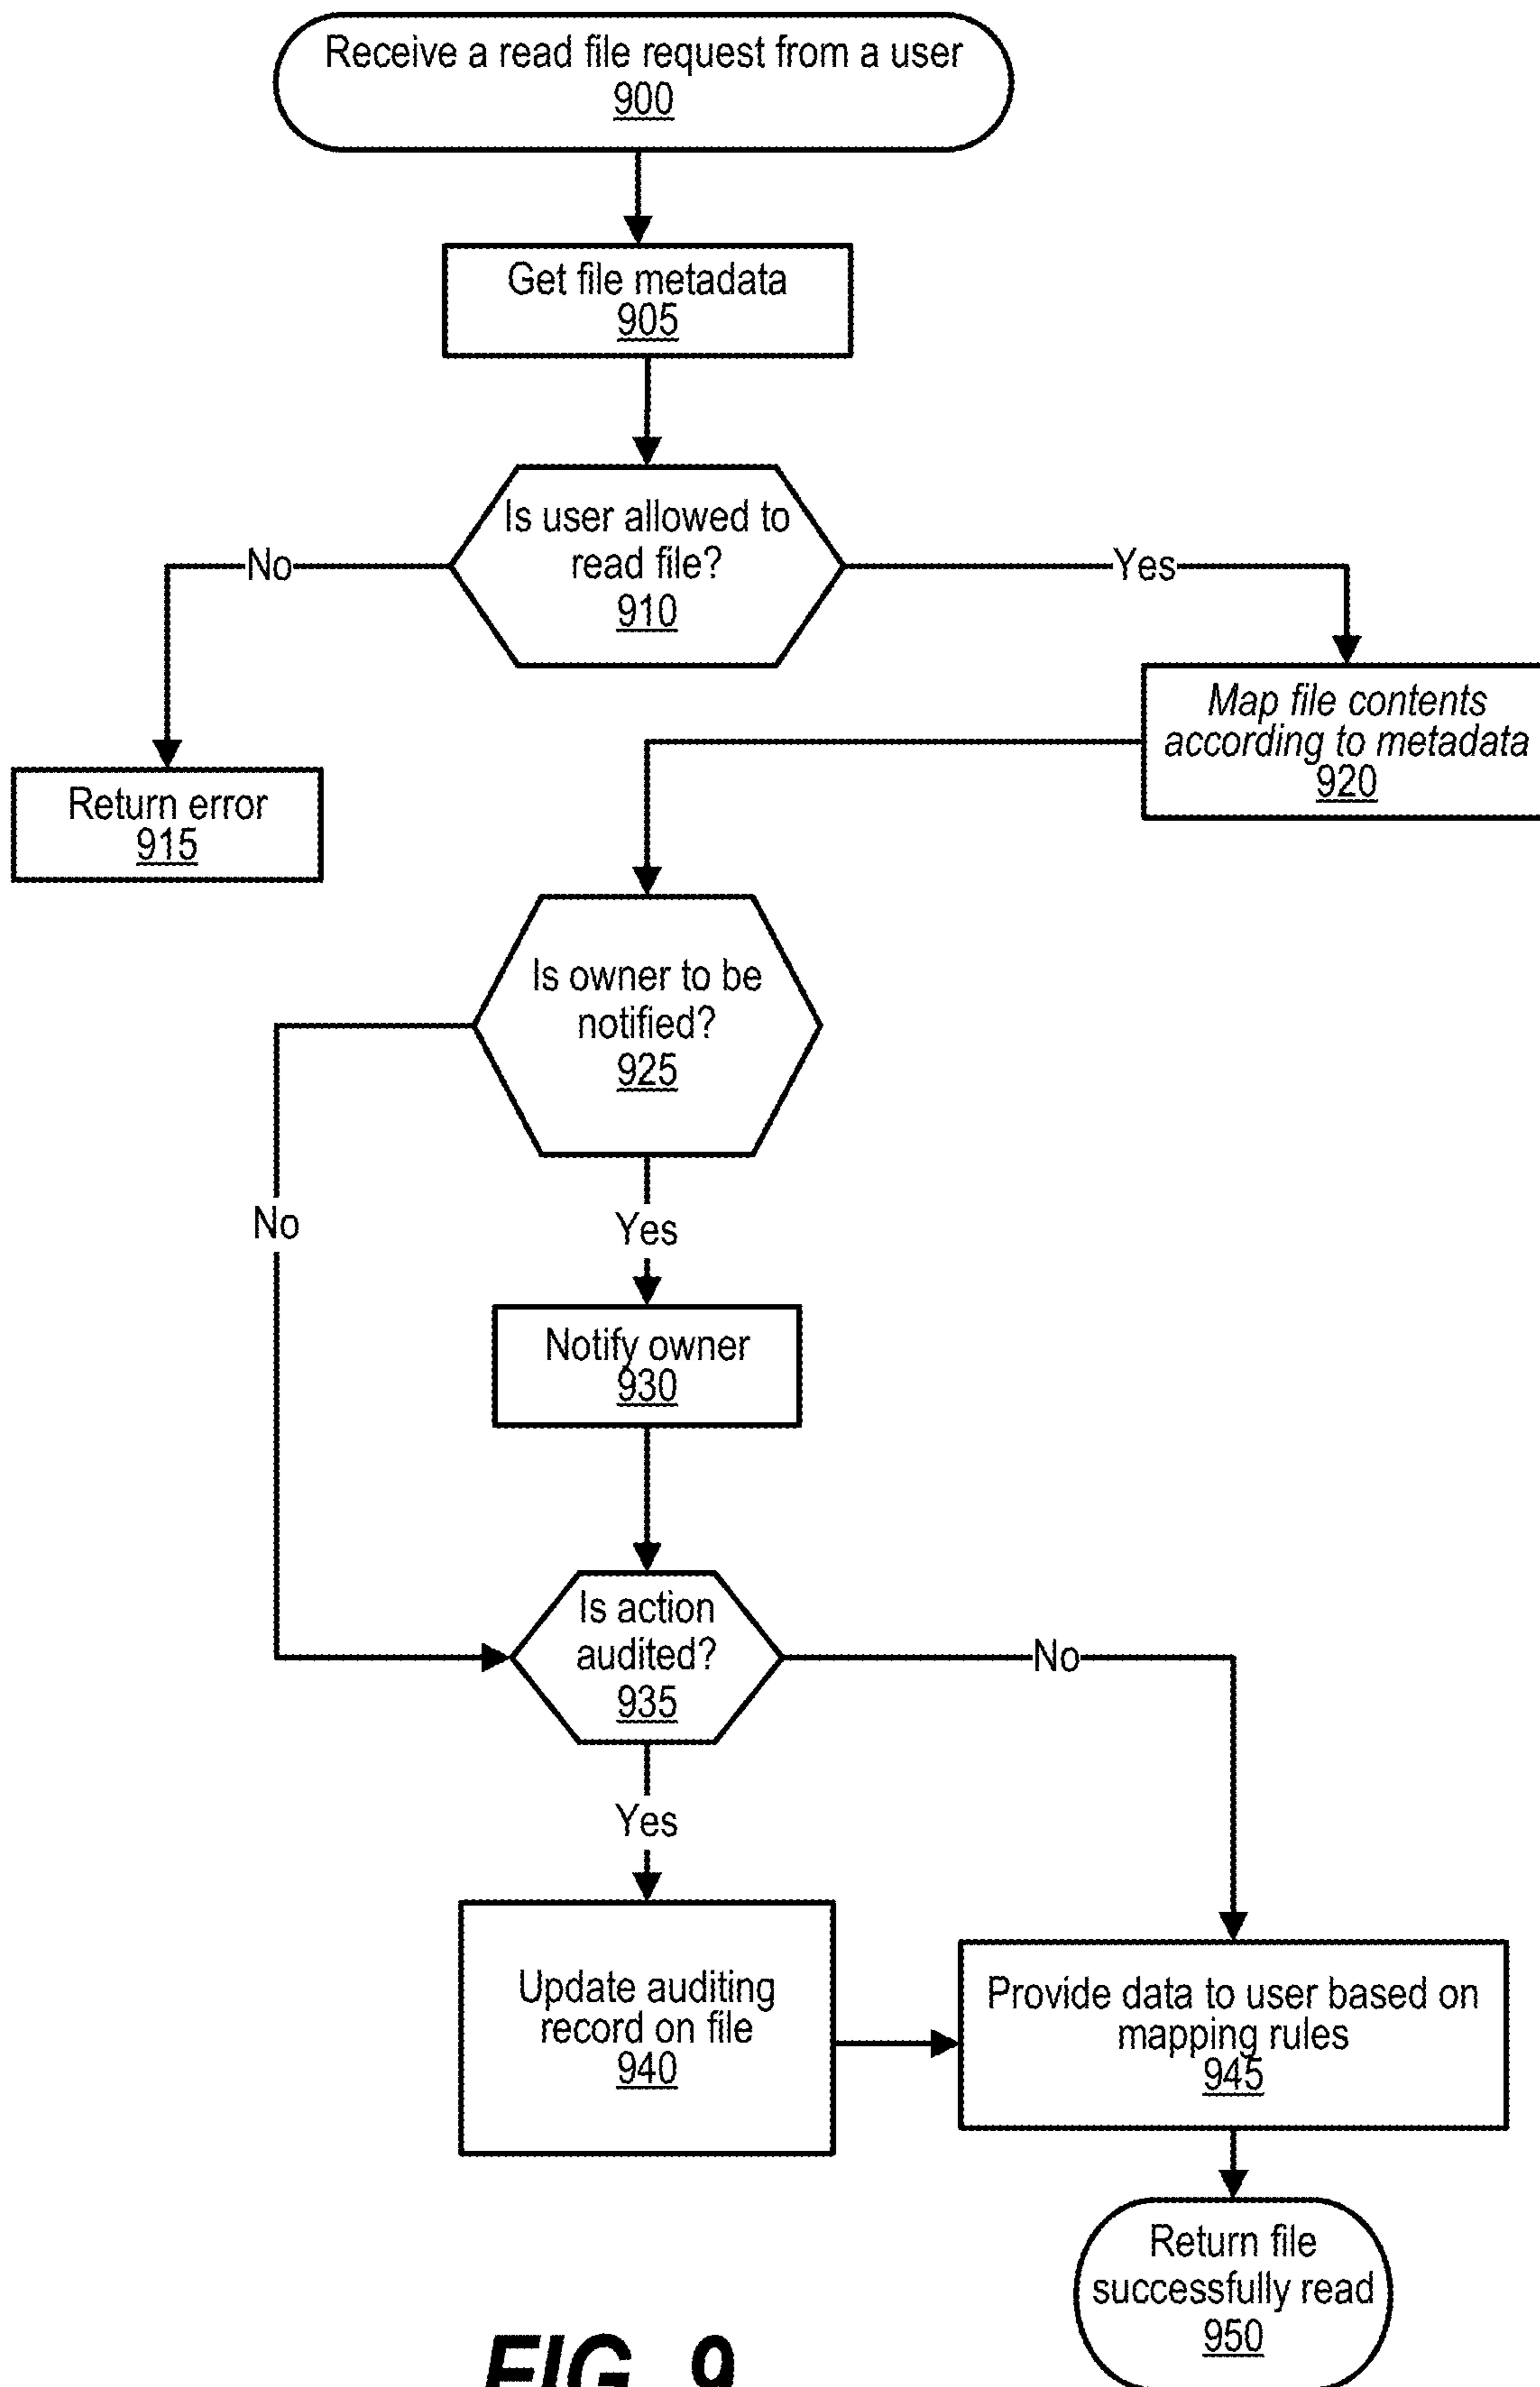 Receive a read file request from a user
900
Get file metadata
905
Is user allowed to
read file?
910
No
Yes
Map file contents
according to metadata
920
Return error
915
Is owner to be
notified?
925
No
Yes
Notify owner
930
Is action
audited?
935
No
Yes
Update auditing
record on file
940
Provide data to user based on
mapping rules
945
Return file
successfully read
950
FIG. 9